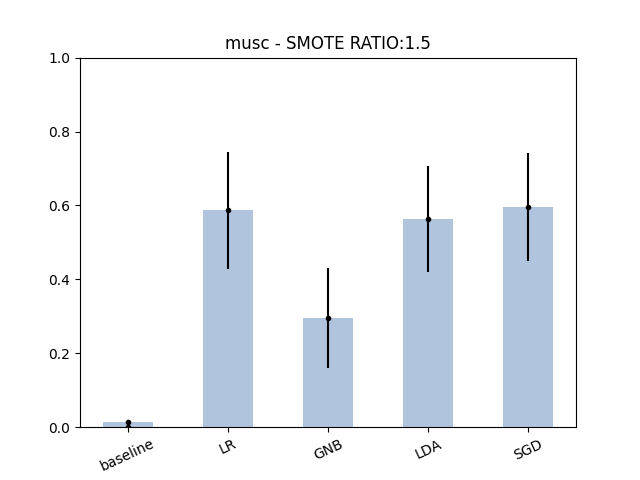 musc - SMOTE RATIO:1.5
1.0
0.8
0.6
0.4
0.2
0.0
baseline
LR
GNB
LDA
SGD